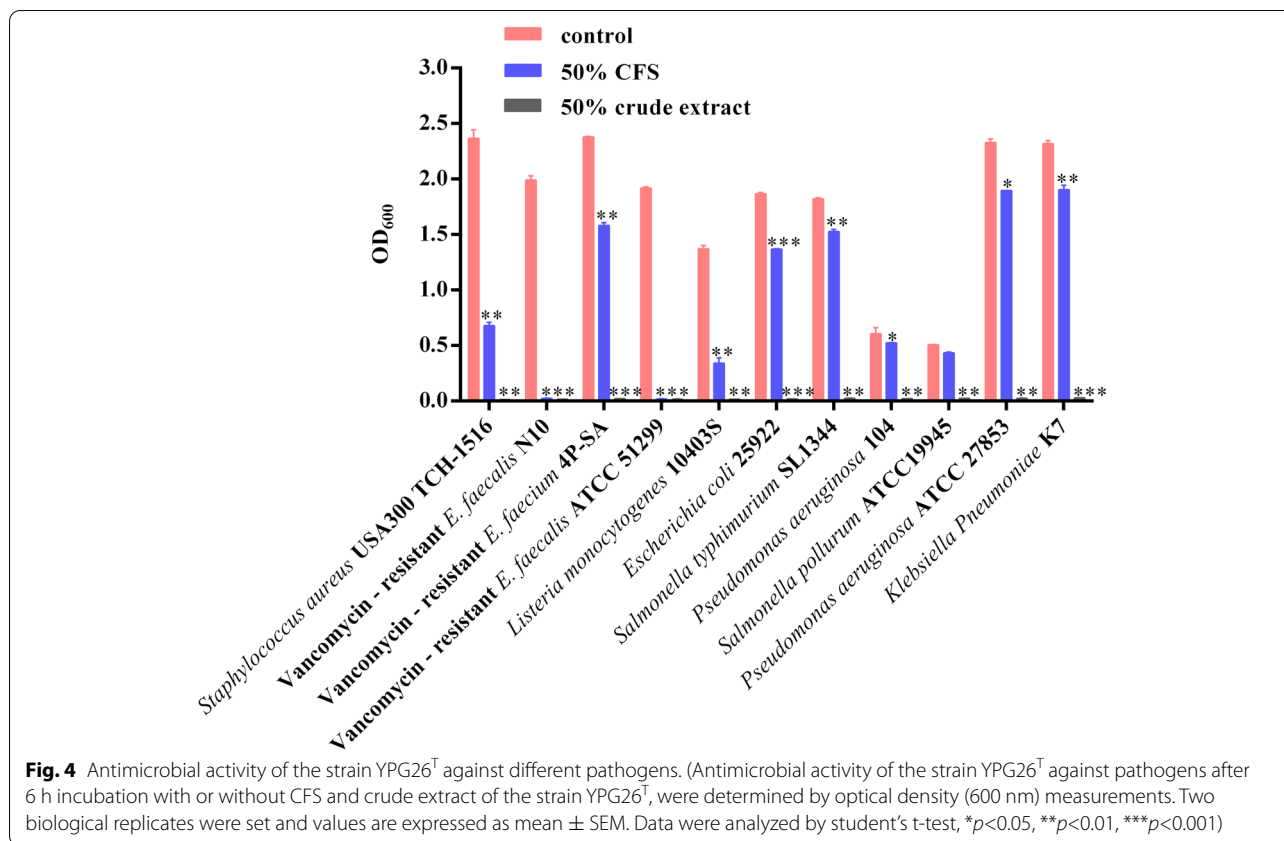 control
50% CFS
50% crude extract
OD600
3.0
2.5
2.0
1.5
1.0
0.5
0.0
** ** *** ** *** *** ** ** *** *** ** ** * ** ** * ** ** ***
Staphylococcus aureus USA300 TCH-1516
Vancomycin - resistant E. faecalis N10
Vancomycin - resistant E. faecium 4P-SA
Vancomycin - resistant E. faecalis ATCC 51299
Listeria monocytogenes 10403S
Escherichia coli 25922
Salmonella typhimurium SL1344
Pseudomonas aeruginosa 104
Salmonella pollurum ATCC19945
Pseudomonas aeruginosa ATCC 27853
Klebsiella Pneumoniae K7
Fig. 4 Antimicrobial activity of the strain YPG26T against different pathogens. (Antimicrobial activity of the strain YPG26T against pathogens after
6 h incubation with or without CFS and crude extract of the strain YPG26T, were determined by optical density (600 nm) measurements. Two
biological replicates were set and values are expressed as mean ± SEM. Data were analyzed by student's t-test, *p<0.05, **p<0.01, ***p<0.001)